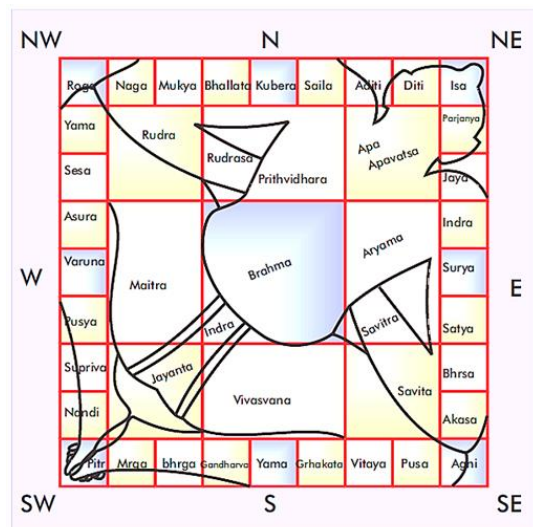 NW N NE
Roga Naga Mukya Bhallata Kubera Saila Aditi Diti Isa
Yama Rudra Rudrasa Apa Parjanya
Apavatsa
Sesa Prithvidhara Jaya
Asura Aryama Indra
W Varuna Maitra Brahma Surya E
Pusya Indra Savitra Satya
Supriva Jayanta Savita Bhrsa
Nandi Vivasvana Akasa
Pitr Mrga bhrga Gandharva Yama Grhakata Vitaya Pusa Agni
SW S SE